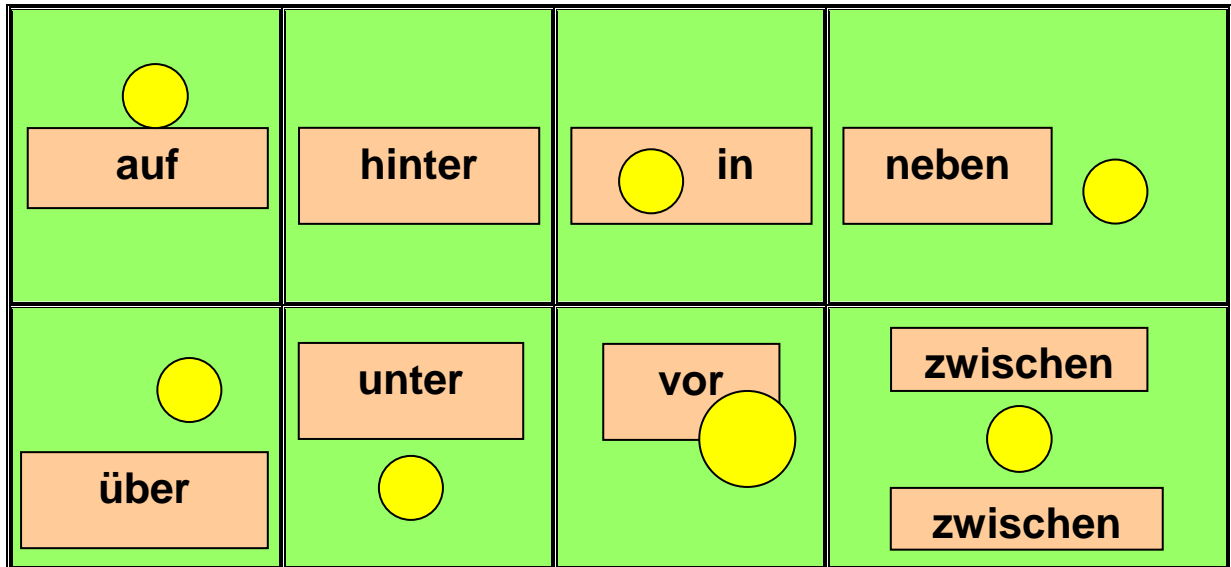 auf
hinter
in
neben
über
unter
vor
zwischen
zwischen